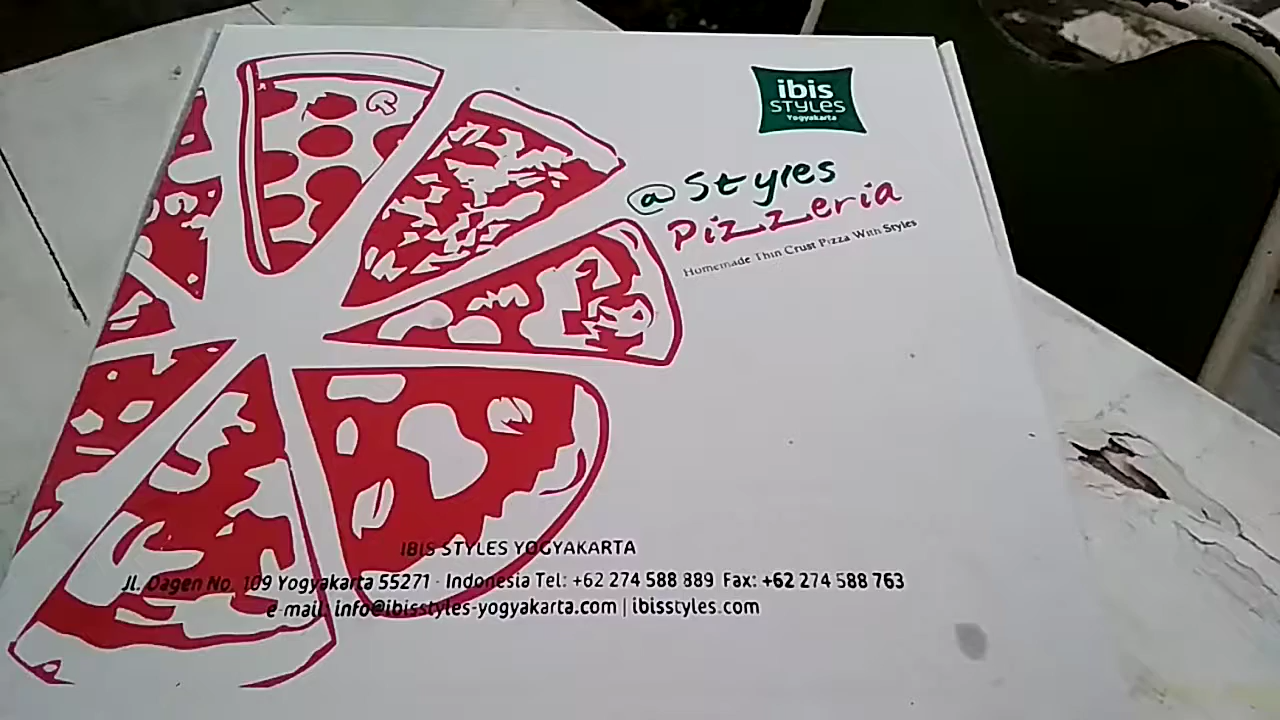 ibis
STYLES
Yogyakarta
@Styles
Pizzeria
Homemade Thin Crust Pizza With Styles
IBIS STYLES YOGYAKARTA
Jl. Dagen No, 109 Yogyakarta 55271 - Indonesia Tel: +62 274 588 889 Fax: +62 274 588 763
e-mail: info@ibisstyles-yogyakarta.com | ibisstyles.com